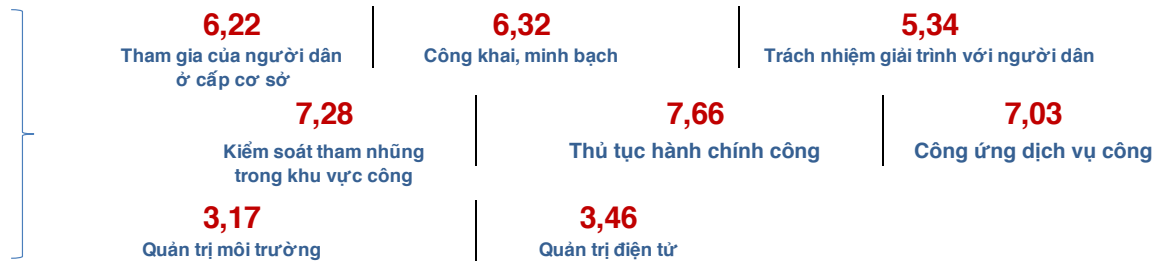 6,22
6,32
5,34
Tham gia của người dân
ở cấp cơ sở
Công khai, minh bạch
Trách nhiệm giải trình với người dân
7,28
7,66
7,03
Kiểm soát tham nhũng
trong khu vực công
Thủ tục hành chính công
Công ứng dịch vụ công
3,17
3,46
Quản trị môi trường
Quản trị điện tử